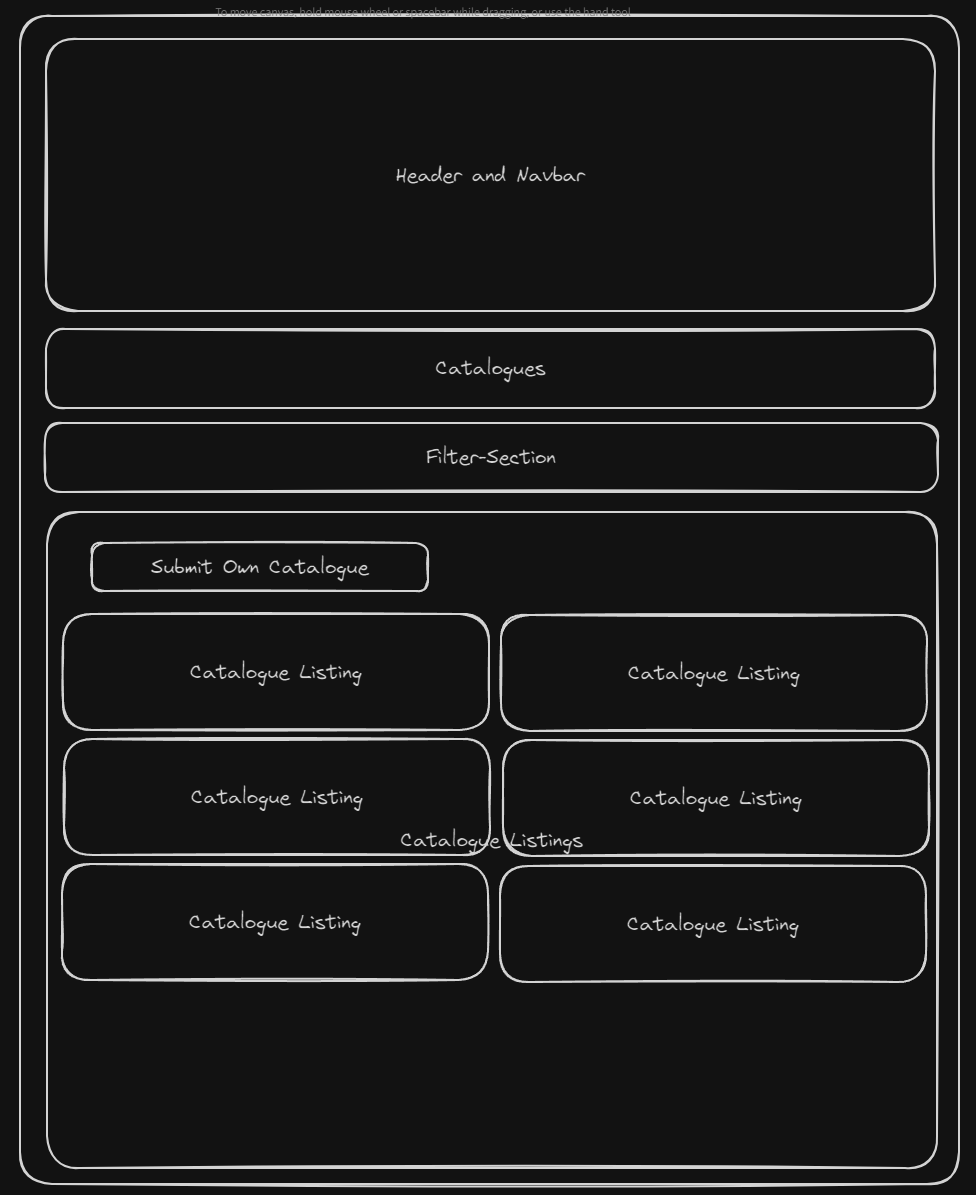 To move canvas, hold mouse wheel or spacebar while dragging, or use the hand tool
Header and Navbar
Catalogues
Filter-Section
Submit Own Catalogue
Catalogue Listing
Catalogue Listing
Catalogue Listing
Catalogue Listing
Catalogue Listings
Catalogue Listing
Catalogue Listing